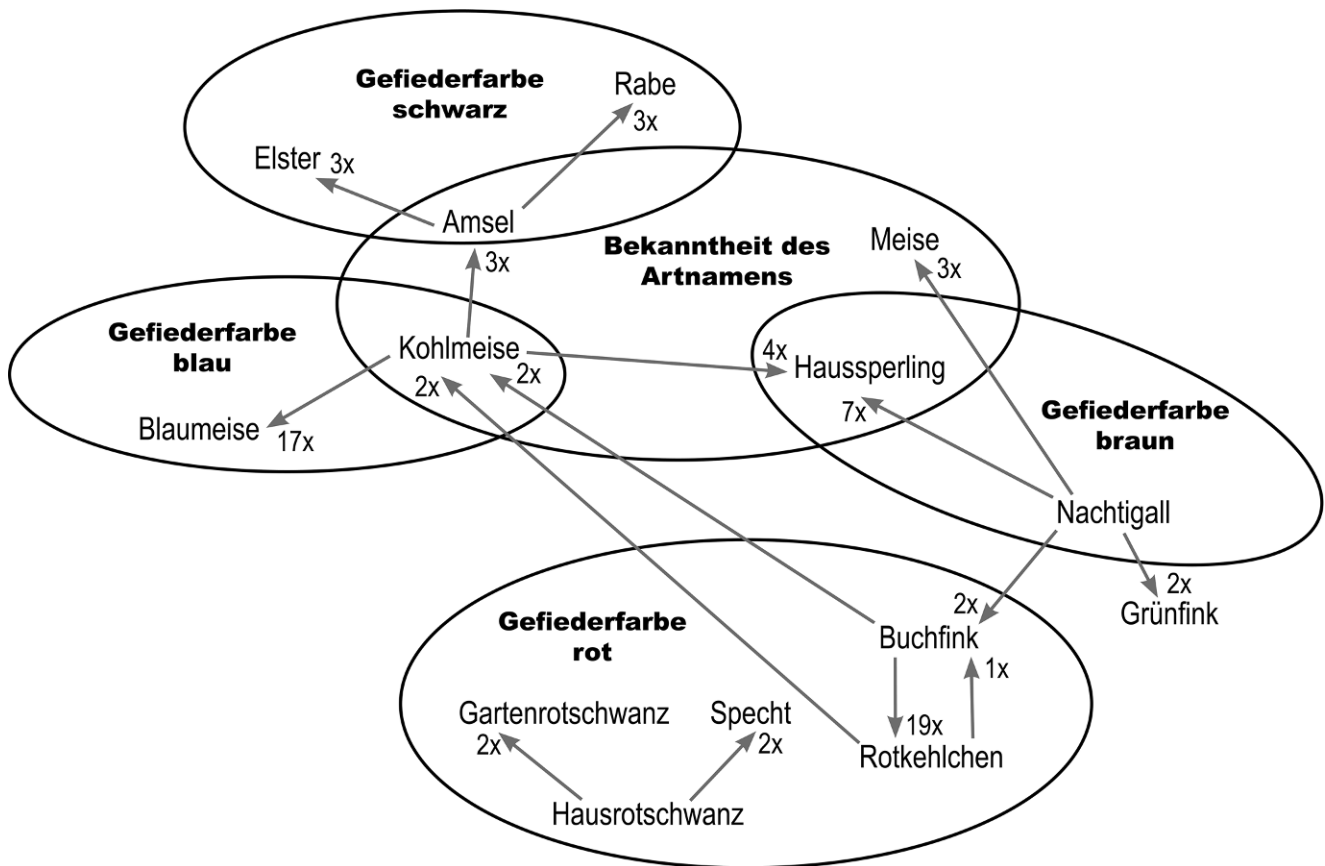 Gefiederfarbe
schwarz
Rabe
3x
Elster 3x
Amsel
3x
Bekanntheit des
Artnamens
Meise
3x
Gefiederfarbe
blau
Kohlmeise
2x
2x
4x
Haussperling
7x
Blaumeise 17x
Gefiederfarbe
braun
Nachtigall
2x
Grünfink
Gefiederfarbe
rot
2x
Buchfink
1x
Gartenrotschwanz
2x
Specht
2x
19x
Rotkehlchen
Hausrotschwanz